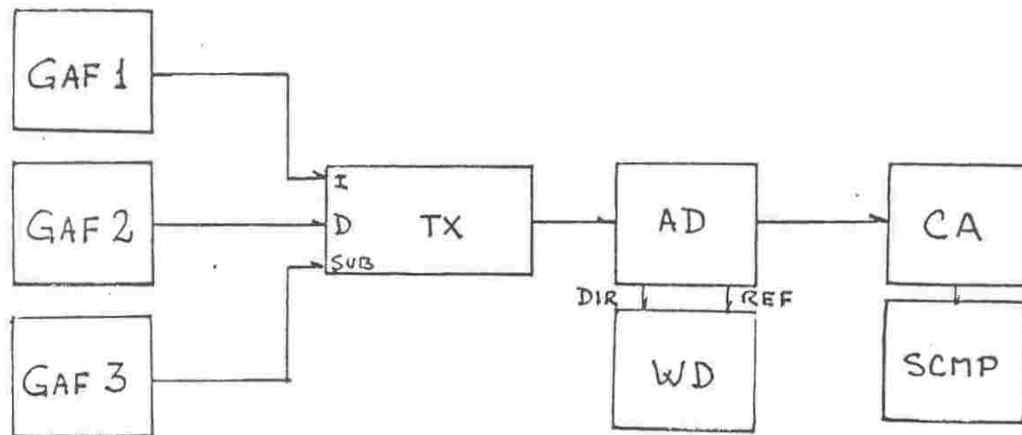 GAF 1
GAF 2
GAF 3
I
D
SUB
TX
AD
DIR
REF
WD
CA
SCMP